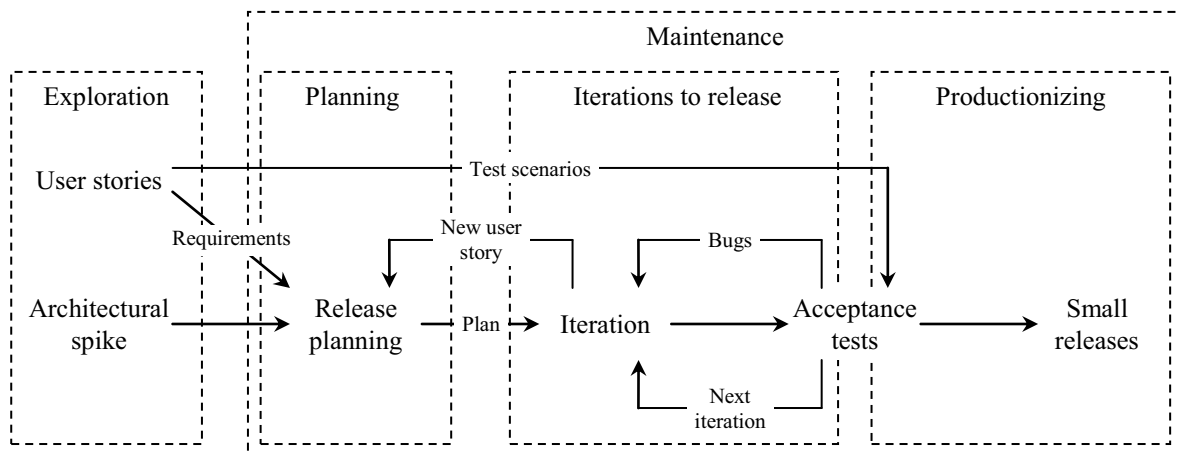 Maintenance
Exploration
Planning
Iterations to release
Productionizing
User stories
Test scenarios
Requirements
New user
story
Bugs
Architectural
spike
Release
planning
Plan
Iteration
Acceptance
tests
Small
releases
Next
iteration